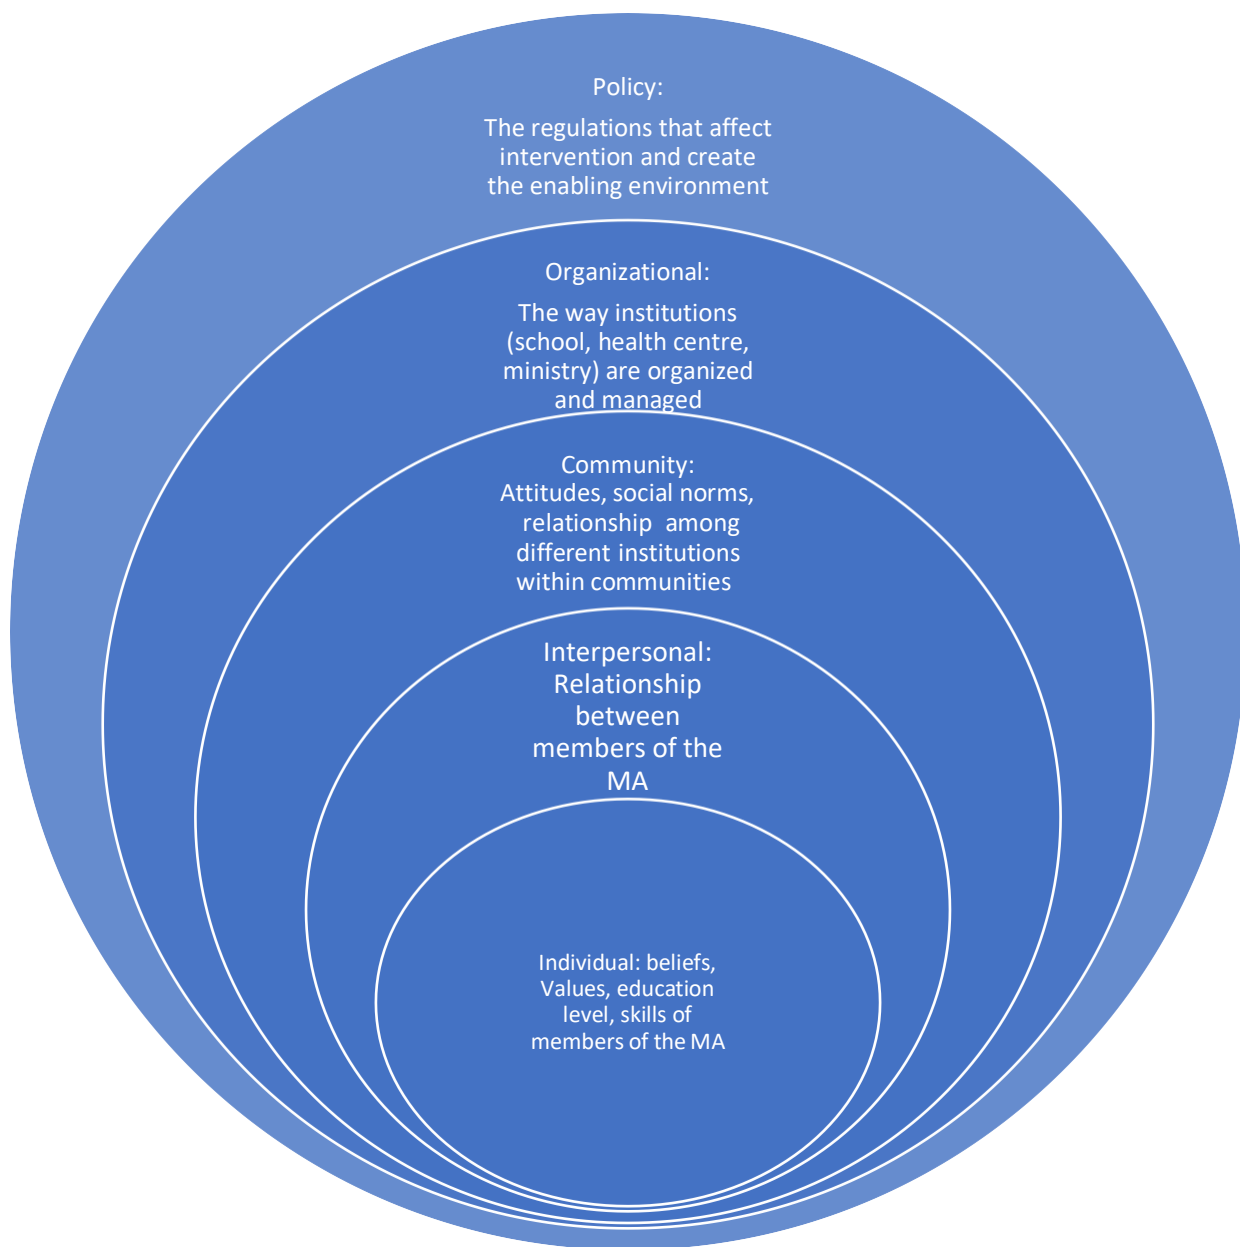 Policy:
The regulations that affect
intervention and create
the enabling environment
Organizational:
The way institutions
(school, health centre,
ministry) are organized
and managed
Community:
Attitudes, social norms,
relationship among
different institutions
within communities
Interpersonal:
Relationship
between
members of the
MA
Individual: beliefs,
Values, education
level, skills of
members of the MA